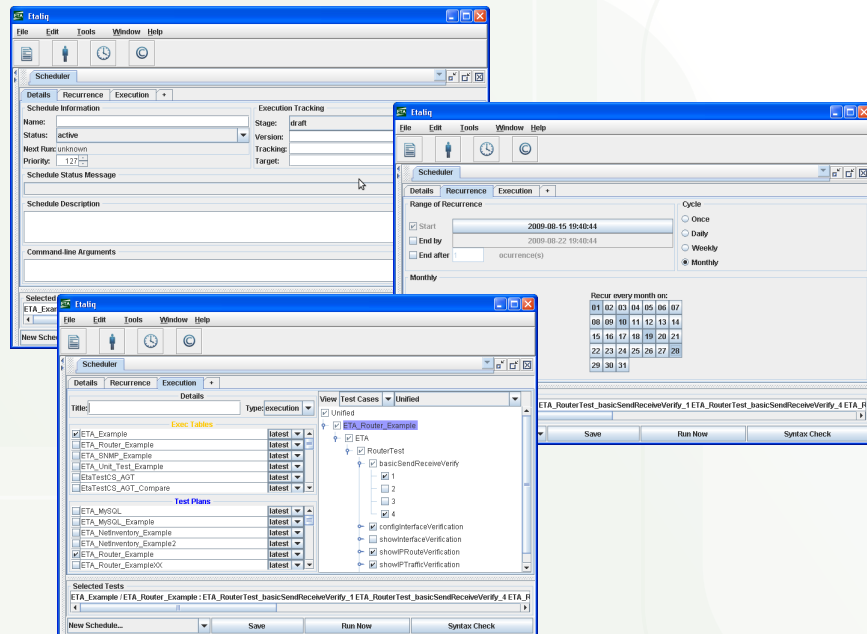 Etaliq
File Edit Tools Window Help
Scheduler
Details Recurrence Execution +
Schedule Information
Name:
Status: active
Next Run: unknown
Priority: 127
Execution Tracking
Stage: draft
Version:
Tracking:
Target:
Schedule Status Message
Schedule Description
Command-line Arguments
Selected
ETA_Exar
New Sche
Etaliq
File Edit Tools Window Help
Scheduler
Details Recurrence Execution +
Range of Recurrence
Start 2009-08-15 19:40:44
End by 2009-08-22 19:40:44
End after 1 ocurrence(s)
Cycle
Once
Daily
Weekly
Monthly
Monthly
Recur every month on:
01 02 03 04 05 06 07
08 09 10 11 12 13 14
15 16 17 18 19 20 21
22 23 24 25 26 27 28
29 30 31
ETA_RouterTest_basicSendReceiveVerify_1 ETA_RouterTest_basicSendReceiveVerify_4 ETA_R
Save Run Now Syntax Check
Etaliq
File Edit Tools Window Help
Scheduler
Details Recurrence Execution +
Details
Title: Type: execution
Exec Tables
ETA_Example latest
ETA_Router_Example latest
ETA_SNMP_Example latest
ETA_Unit_Test_Example latest
EtaTestCS_AGT latest
EtaTestCS_AGT_Compare latest
Test Plans
ETA_MySQL latest
ETA_MySQL_Example latest
ETA_NetInventory_Example latest
ETA_NetInventory_Example2 latest
ETA_Router_Example latest
ETA_Router_ExampleXX latest
View Test Cases Unified
Unified
ETA_Router_Example
ETA
RouterTest
basicSendReceiveVerify
1
2
3
4
configInterfaceVerification
showInterfaceVerification
showIPRouteVerification
showIPTrafficVerification
Selected Tests
ETA_Example / ETA_Router_Example : ETA_RouterTest_basicSendReceiveVerify_1 ETA_RouterTest_basicSendReceiveVerify_4 ETA_R
New Schedule... Save Run Now Syntax Check